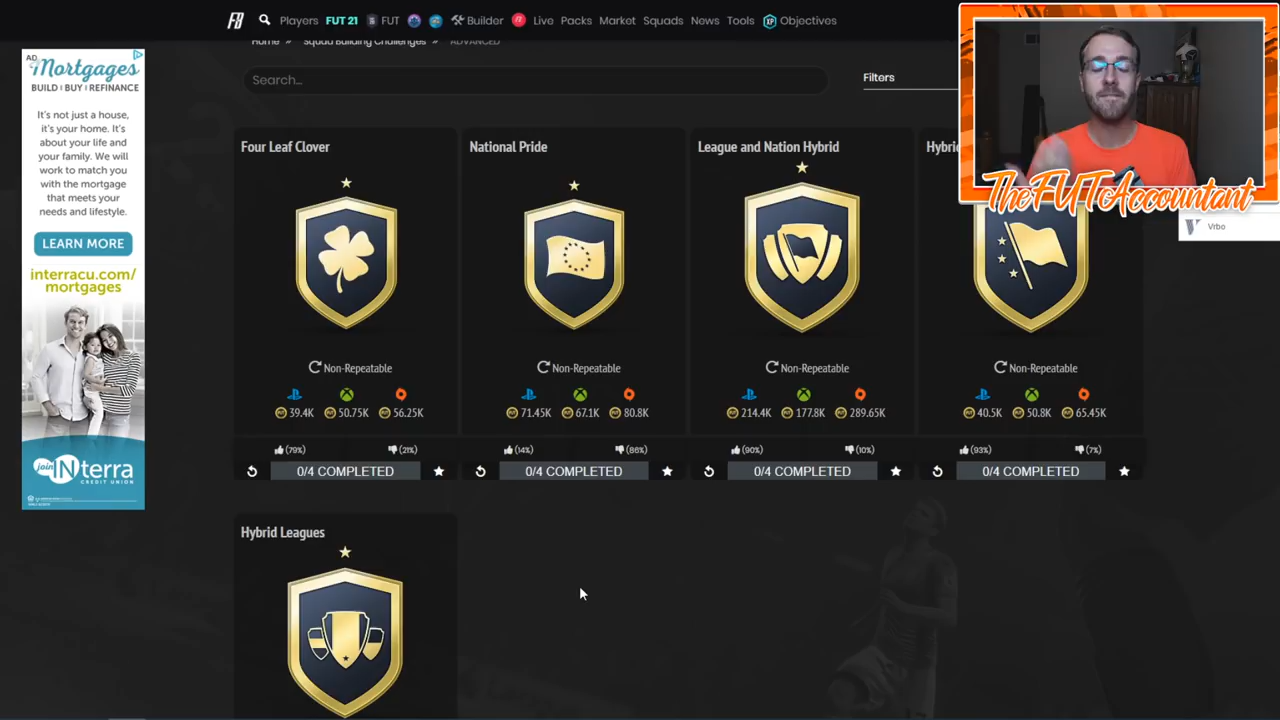 FB Players FUT 21 FUT Builder Live Packs Market Squads News Tools XP Objectives
Home » Squad Building Challenges » ADVANCED
Search...
Filters
AD
Mortgages
BUILD | BUY | REFINANCE
It's not just a house,
it's your home. It's
about your life and
your family. We will
work to match you
with the mortgage
that meets your
needs and lifestyle.
LEARN MORE
interracu.com/
mortgages
join INterra
CREDIT UNION
TheFUTAccountant
Vrbo
Four Leaf Clover
Non-Repeatable
39.4K 50.75K 56.25K
(79%) (21%)
0/4 COMPLETED
National Pride
Non-Repeatable
71.45K 67.1K 80.8K
(14%) (86%)
0/4 COMPLETED
League and Nation Hybrid
Non-Repeatable
214.4K 177.8K 289.65K
(90%) (10%)
0/4 COMPLETED
Non-Repeatable
40.5K 50.8K 65.45K
(93%) (7%)
0/4 COMPLETED
Hybrid Leagues